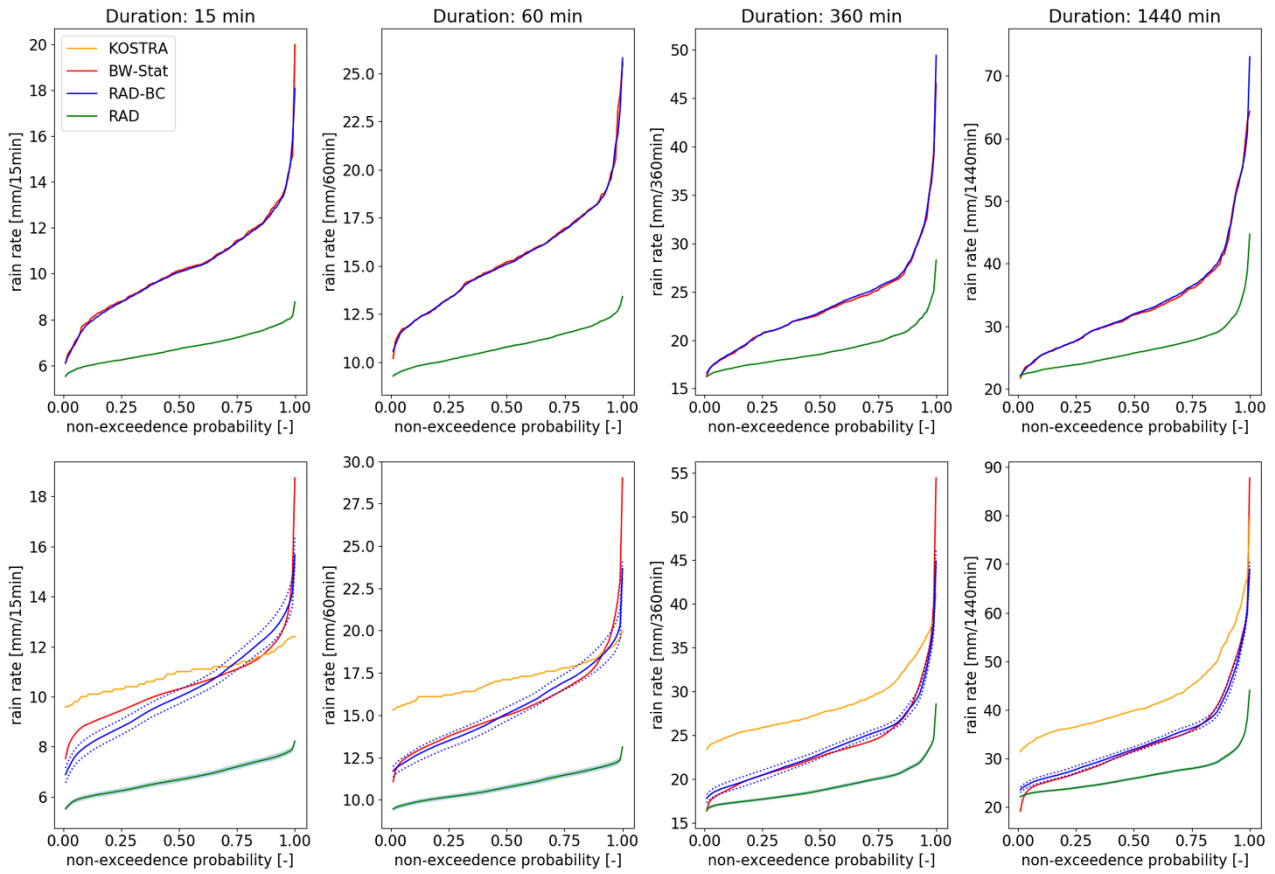 Duration: 15 min
20
18
16
14
12
10
8
6
rain rate [mm/15min]
KOSTRA
BW-Stat
RAD-BC
RAD
0.00 0.25 0.50 0.75 1.00
non-exceedence probability [-]
Duration: 60 min
25.0
22.5
20.0
17.5
15.0
12.5
10.0
rain rate [mm/60min]
0.00 0.25 0.50 0.75 1.00
non-exceedence probability [-]
Duration: 360 min
50
45
40
35
30
25
20
15
rain rate [mm/360min]
0.00 0.25 0.50 0.75 1.00
non-exceedence probability [-]
Duration: 1440 min
70
60
50
40
30
20
rain rate [mm/1440min]
0.00 0.25 0.50 0.75 1.00
non-exceedence probability [-]
18
16
14
12
10
8
6
rain rate [mm/15min]
0.00 0.25 0.50 0.75 1.00
non-exceedence probability [-]
30.0
27.5
25.0
22.5
20.0
17.5
15.0
12.5
10.0
rain rate [mm/60min]
0.00 0.25 0.50 0.75 1.00
non-exceedence probability [-]
55
50
45
40
35
30
25
20
15
rain rate [mm/360min]
0.00 0.25 0.50 0.75 1.00
non-exceedence probability [-]
90
80
70
60
50
40
30
20
rain rate [mm/1440min]
0.00 0.25 0.50 0.75 1.00
non-exceedence probability [-]